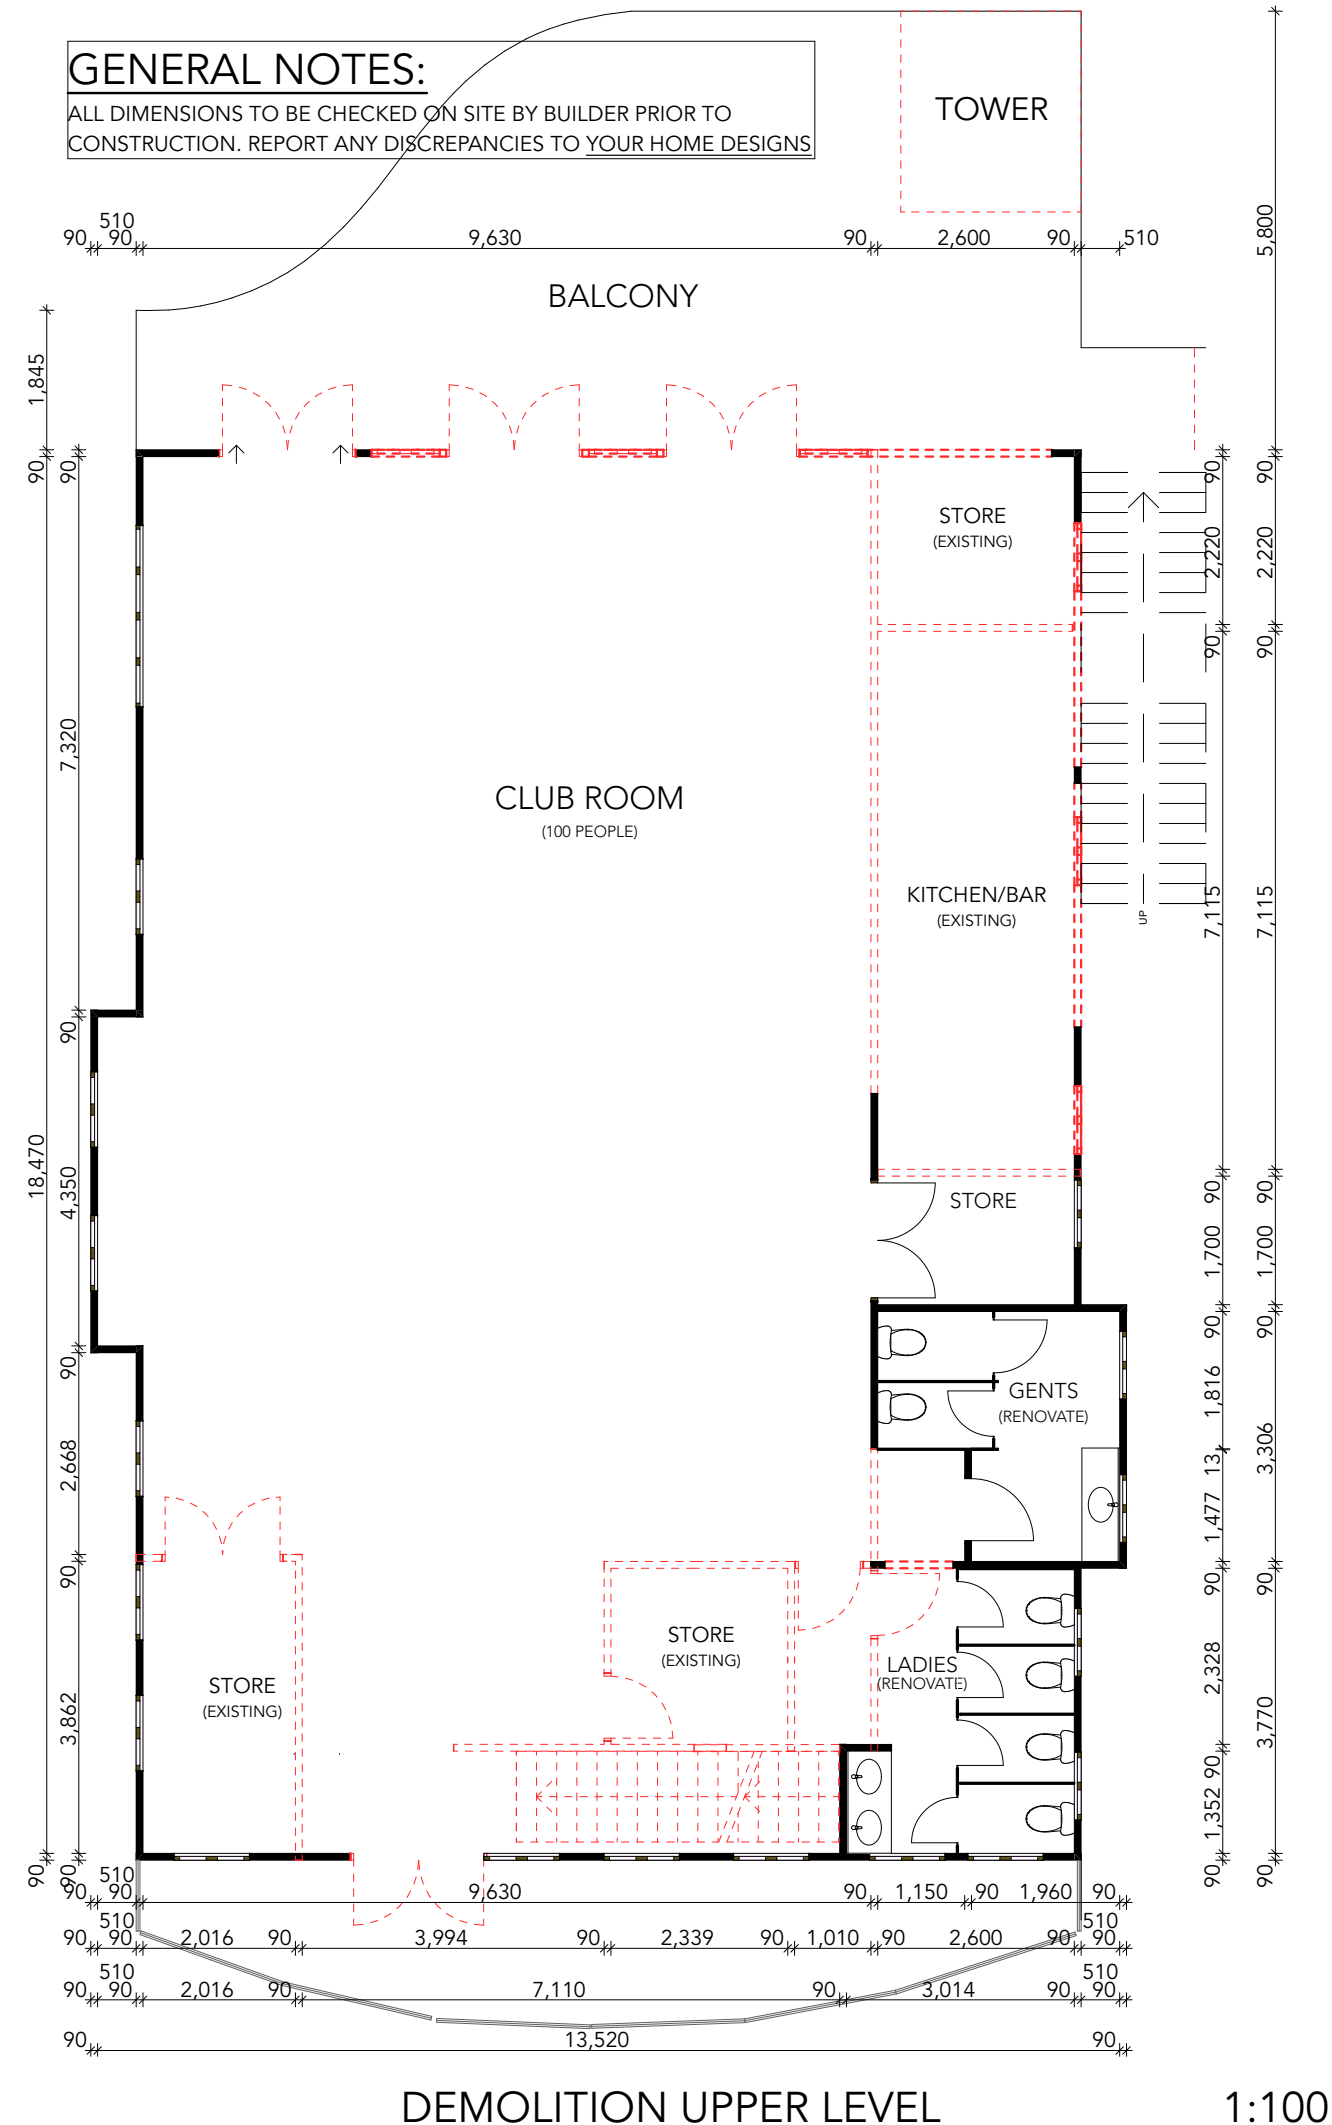 GENERAL NOTES:
ALL DIMENSIONS TO BE CHECKED ON SITE BY BUILDER PRIOR TO
CONSTRUCTION. REPORT ANY DISCREPANCIES TO YOUR HOME DESIGNS
TOWER
510
90 90 9,630 90 2,600 90 510
5,800
BALCONY
1,845
90 90 90 90
STORE
(EXISTING)
2,220 2,220
90 90
7,320
CLUB ROOM
(100 PEOPLE)
KITCHEN/BAR
(EXISTING)
UP
7,115 7,115
90
18,470
4,350
90 90
STORE
1,700 1,700
90 90
90
GENTS
(RENOVATE)
1,816
2,668
13
3,306
1,477
90 90 90
STORE
(EXISTING)
LADIES
(RENOVATE)
2,328
STORE
(EXISTING)
3,862
3,770
90
1,352
90 90 90 90
510
90 90 9,630 90 1,150 90 1,960 90
510 510
90 90 2,016 90 3,994 90 2,339 90 1,010 90 2,600 90 90
510 510
90 90 2,016 90 7,110 90 3,014 90 90
90 13,520 90
DEMOLITION UPPER LEVEL 1:100